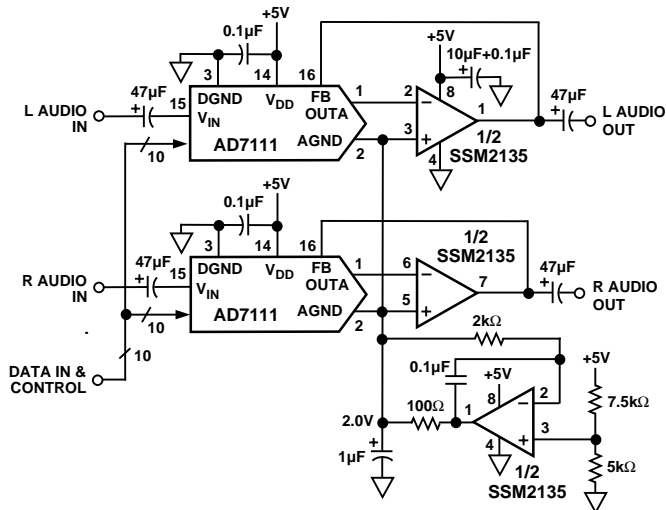 +5V
0.1µF
+5V
10µF+0.1µF
3
14
16
8
47µF
15
DGND
VDD
FB
OUTA
1
2
1
47µF
L AUDIO
IN
VIN
L AUDIO
OUT
AGND
3
1/2
SSM2135
10
AD7111
2
4
+5V
0.1µF
1/2
SSM2135
3
14
16
47µF
15
DGND
VDD
FB
OUTA
1
6
7
47µF
R AUDIO
IN
VIN
R AUDIO
OUT
AGND
5
10
AD7111
2
2kΩ
DATA IN &
CONTROL
10
0.1µF
+5V
+5V
8
2
7.5kΩ
2.0V
100Ω
1
3
4
1µF
1/2
SSM2135
5kΩ